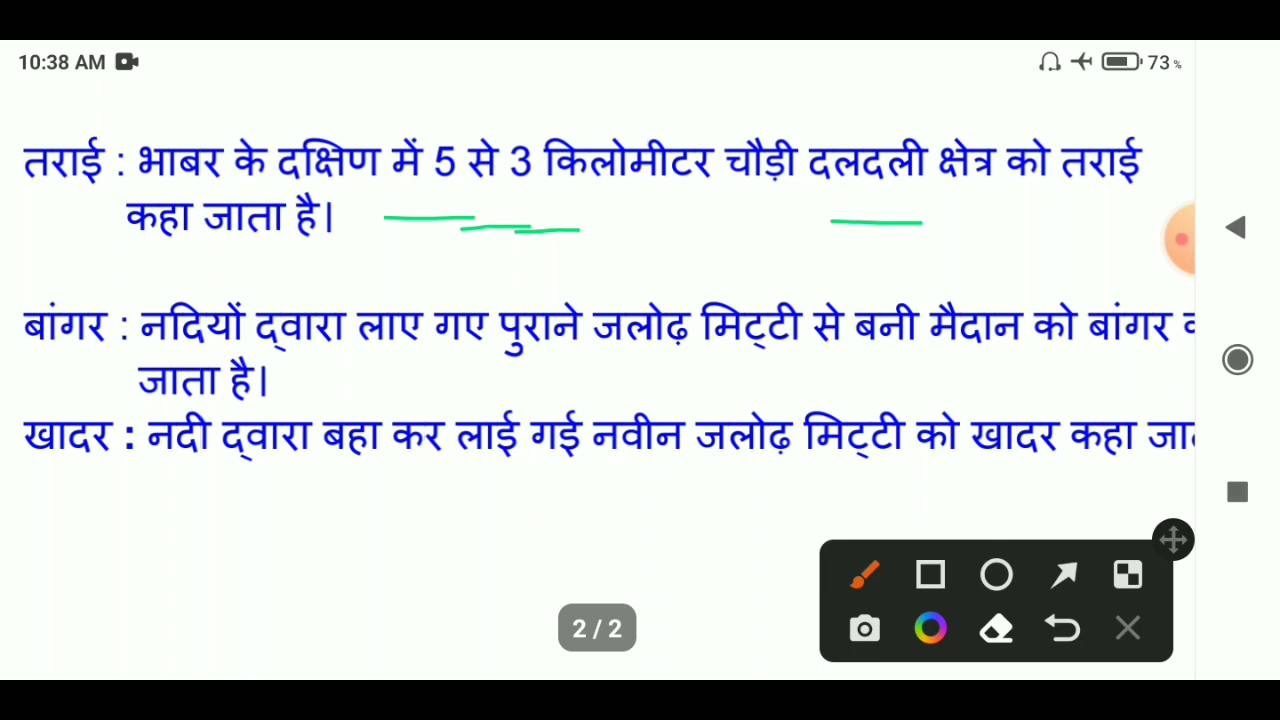 10:38 AM
73 %
तराई : भाबर के दक्षिण में 5 से 3 किलोमीटर चौड़ी दलदली क्षेत्र को तराई
कहा जाता है।
बांगर : नदियों द्वारा लाए गए पुराने जलोढ़ मिट्टी से बनी मैदान को बांगर
जाता है।
खादर : नदी द्वारा बहा कर लाई गई नवीन जलोढ़ मिट्टी को खादर कहा
2 / 2